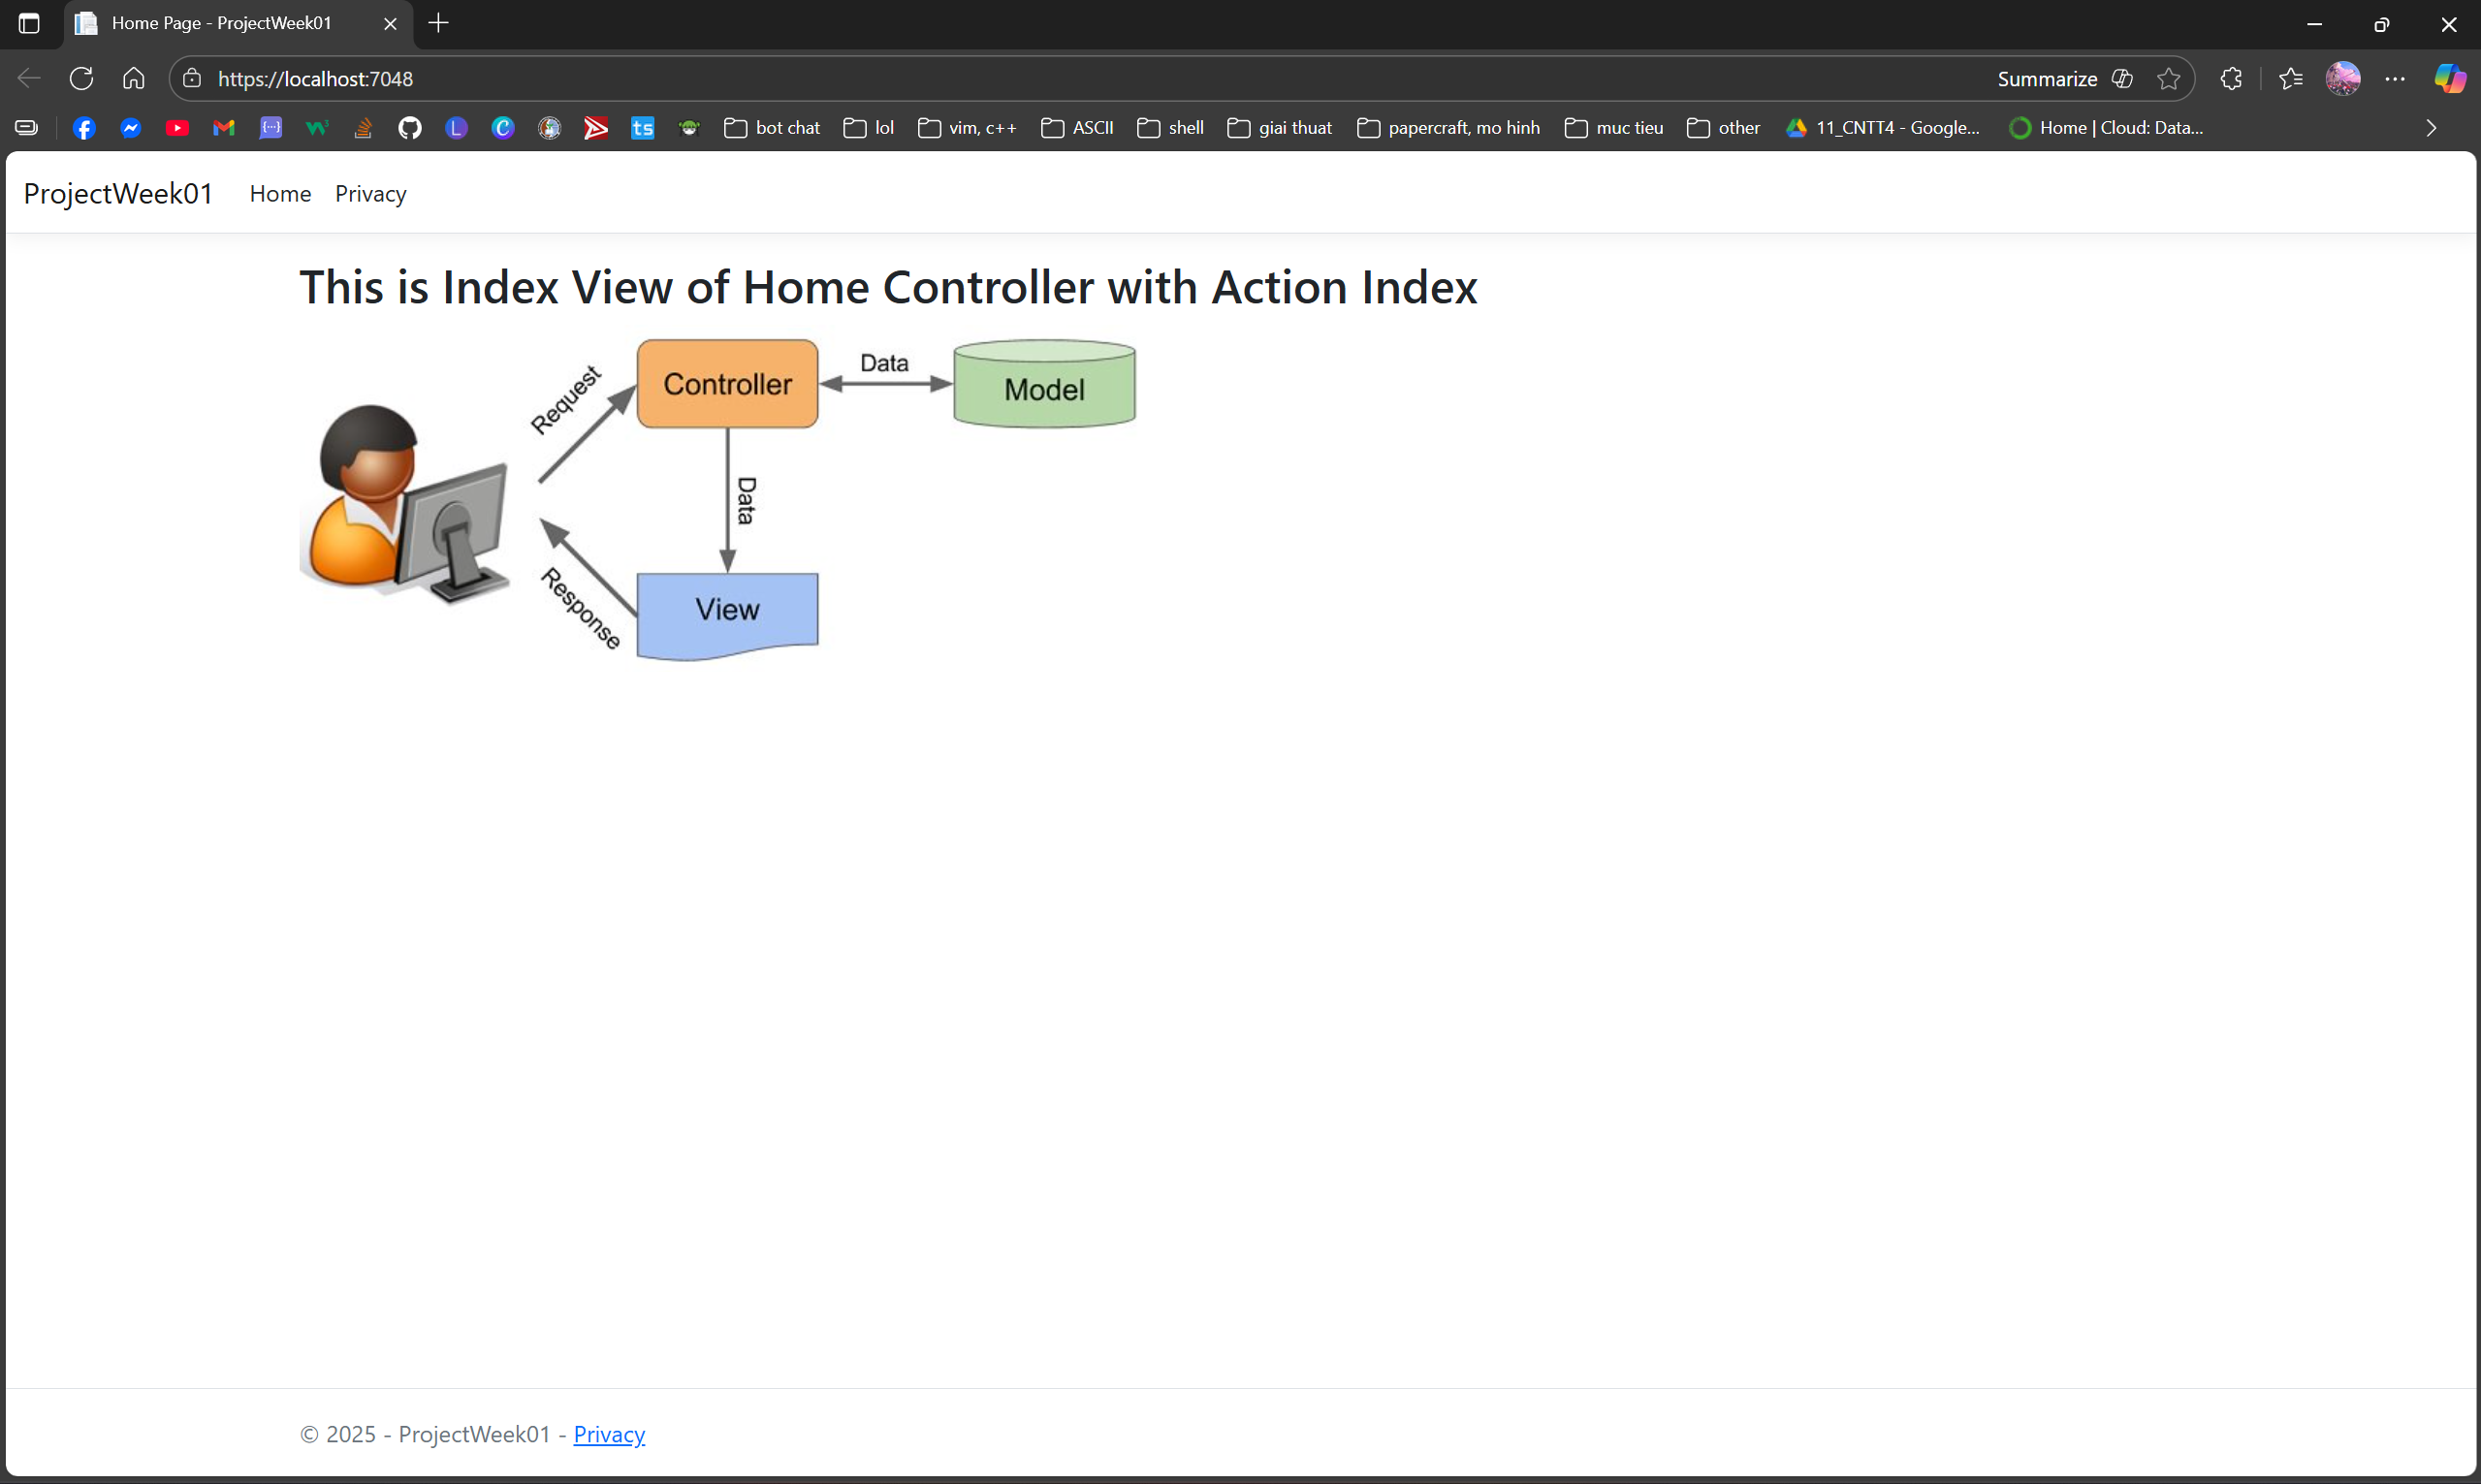 Home Page - ProjectWeek01
https://localhost:7048
Summarize
bot chat
lol
vim, c++
ASCII
shell
giai thuat
papercraft, mo hinh
muc tieu
other
11_CNTT4 - Google...
Home | Cloud: Data...
ProjectWeek01
Home
Privacy
This is Index View of Home Controller with Action Index
Request
Controller
Data
Model
Data
Response
View
© 2025 - ProjectWeek01 - Privacy